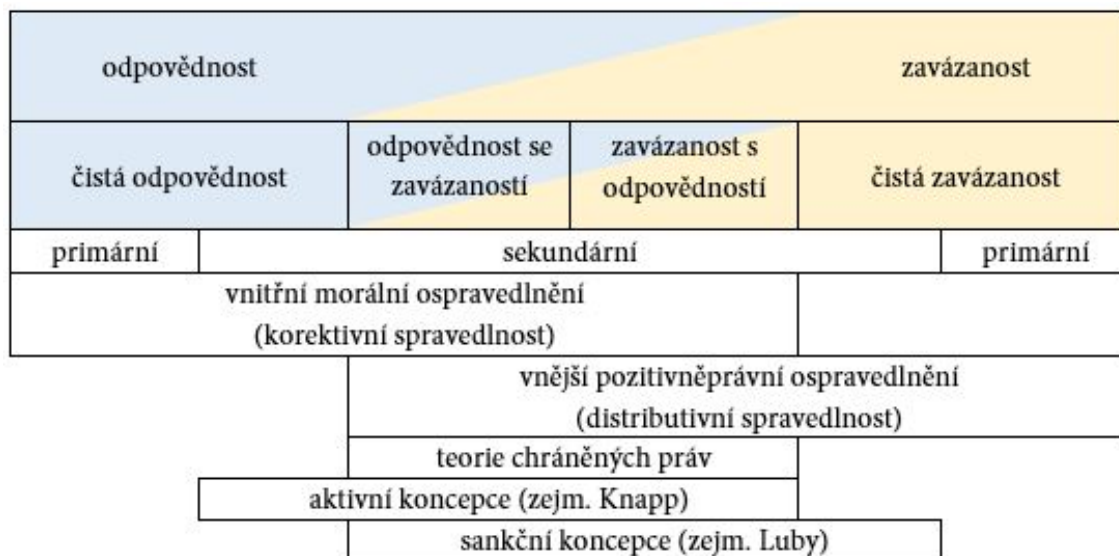 odpovědnost
zavázanost
čistá odpovědnost
odpovědnost se
zavázaností
zavázanost s
odpovědností
čistá zavázanost
primární
sekundární
primární
vnitřní morální ospravedlnění
(korektivní spravedlnost)
vnější pozitivněprávní ospravedlnění
(distributivní spravedlnost)
teorie chráněných práv
aktivní koncepce (zejm. Knapp)
sankční koncepce (zejm. Luby)